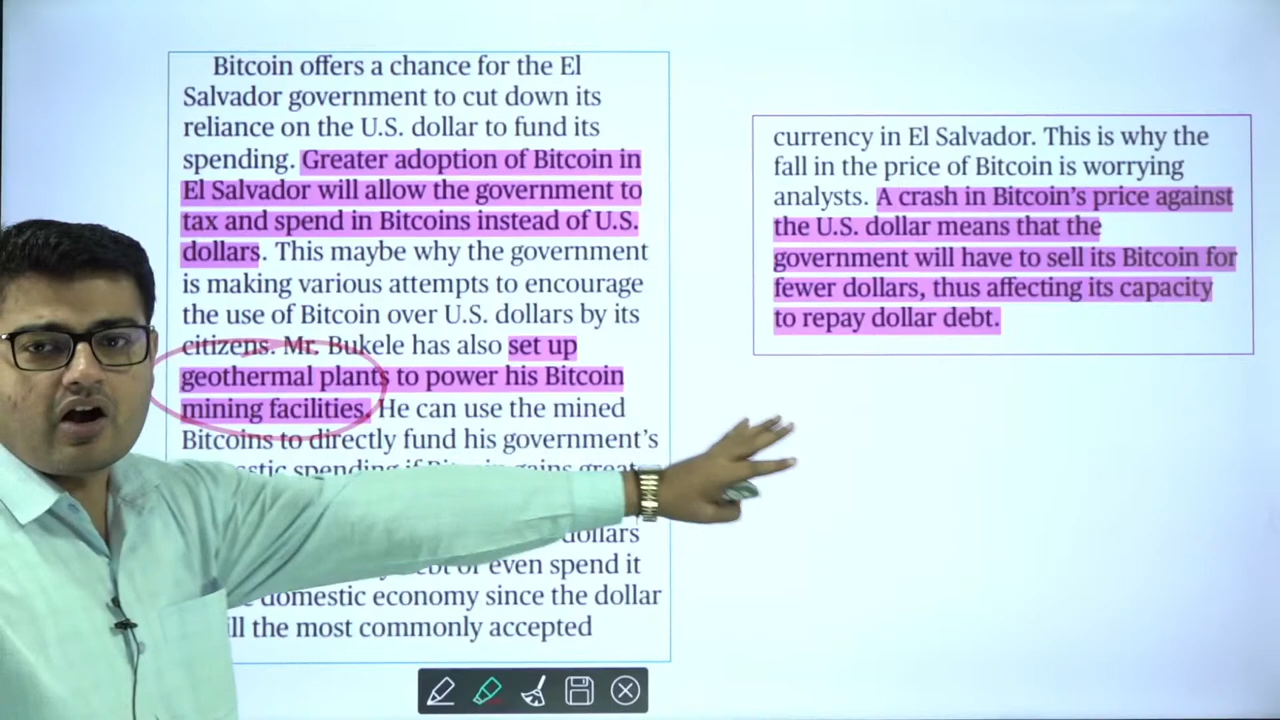 Bitcoin offers a chance for the El
Salvador government to cut down its
reliance on the U.S. dollar to fund its
spending. Greater adoption of Bitcoin in
El Salvador will allow the government to
tax and spend in Bitcoins instead of U.S.
dollars. This maybe why the government
is making various attempts to encourage
the use of Bitcoin over U.S. dollars by its
citizens. Mr. Bukele has also set up
geothermal plants to power his Bitcoin
mining facilities. He can use the mined
Bitcoins to directly fund his government's
spending if Bitcoin gains
dollars
even spend it
domestic economy since the dollar
the most commonly accepted
currency in El Salvador. This is why the
fall in the price of Bitcoin is worrying
analysts. A crash in Bitcoin's price against
the U.S. dollar means that the
government will have to sell its Bitcoin for
fewer dollars, thus affecting its capacity
to repay dollar debt.